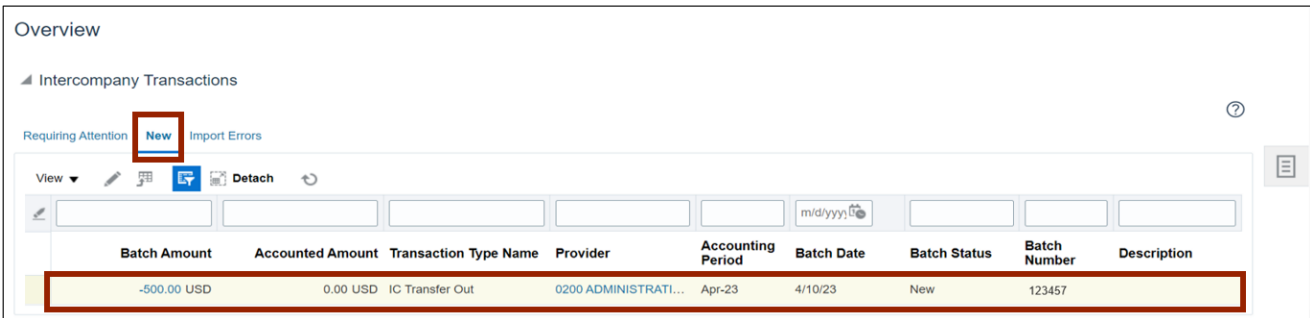 Overview
Intercompany Transactions
Requiring Attention New Import Errors
View Detach
m/d/yyyy
Batch Amount Accounted Amount Transaction Type Name Provider Accounting Period Batch Date Batch Status Batch Number Description
-500.00 USD 0.00 USD IC Transfer Out 0200 ADMINISTRATI... Apr-23 4/10/23 New 123457